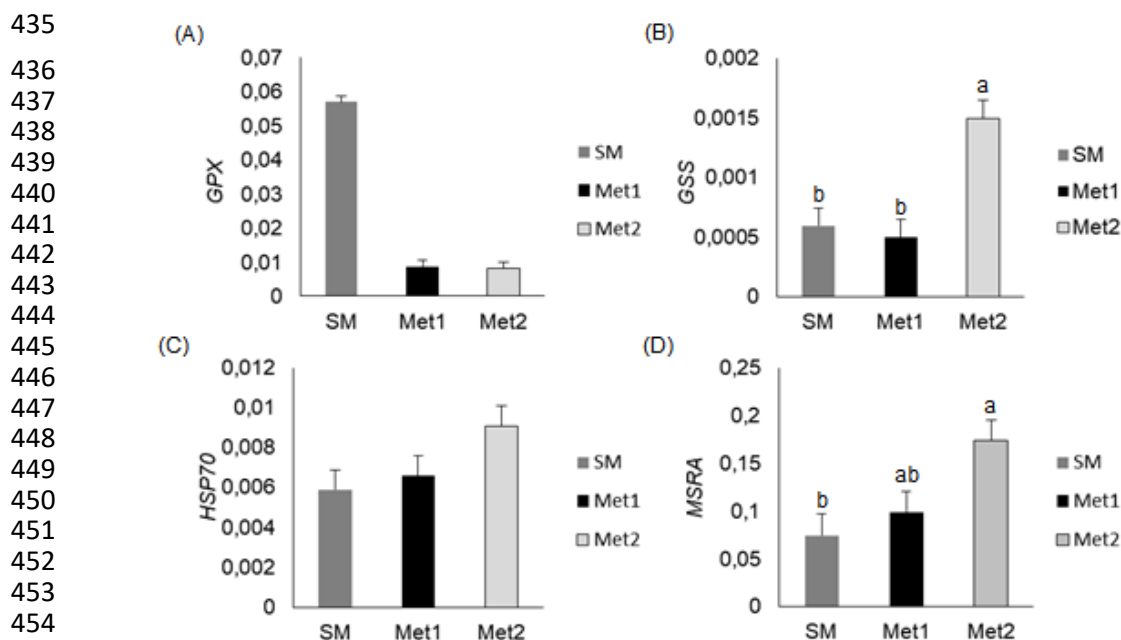 435
436
437
438
439
440
441
442
443
444
445
446
447
448
449
450
451
452
453
454
(A)
0,07
0,06
0,05
0,04
0,03
0,02
0,01
0
GPX
SM
Met1
Met2
SM
Met1
Met2
(B)
0,002
0,0015
0,001
0,0005
0
GSS
b
b
a
SM
Met1
Met2
SM
Met1
Met2
(C)
0,012
0,01
0,008
0,006
0,004
0,002
0
HSP70
SM
Met1
Met2
SM
Met1
Met2
(D)
0,25
0,2
0,15
0,1
0,05
0
MSRA
b
ab
a
SM
Met1
Met2
SM
Met1
Met2